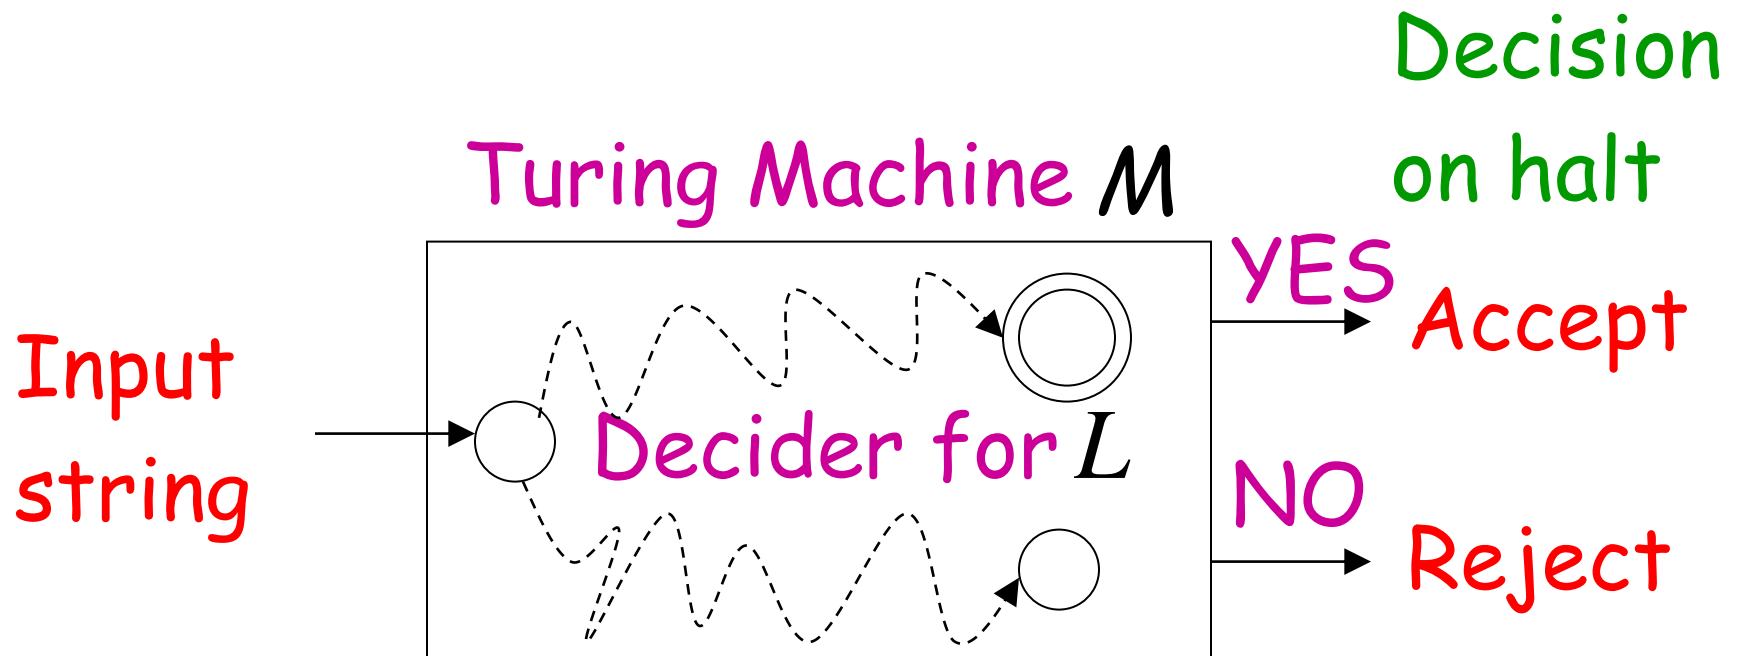 Decision
on halt
Turing Machine M
YES
Accept
Input
string
Decider for L
NO
Reject